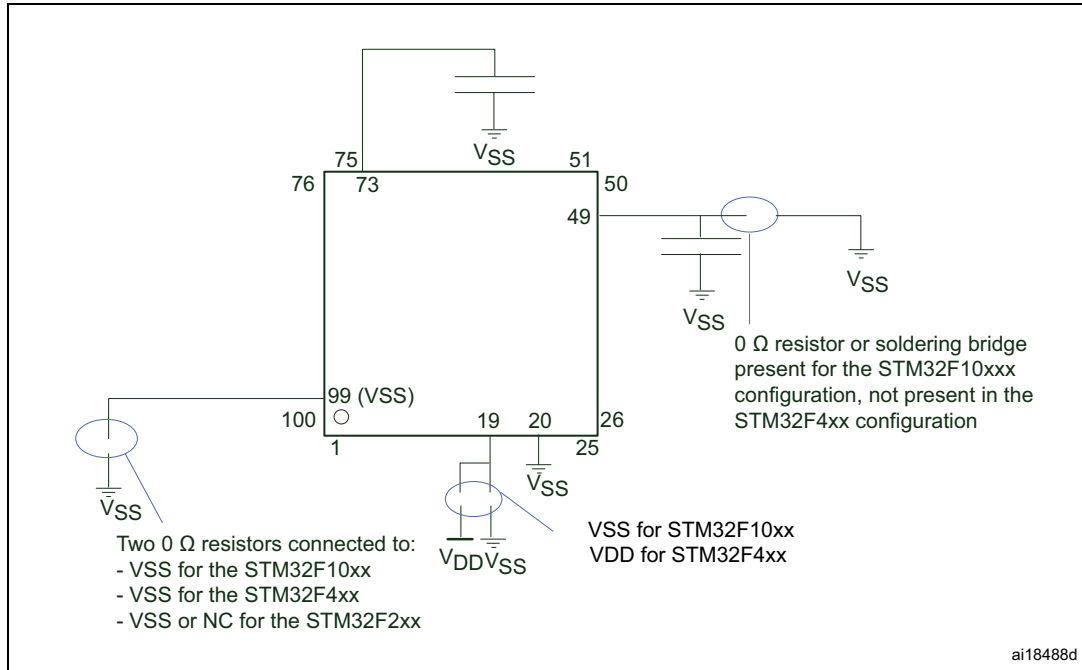 VSS
75
51
76
73
50
49
VSS
VSS
0 Ω resistor or soldering bridge
present for the STM32F10xxx
configuration, not present in the
STM32F4xx configuration
99 (VSS)
100
19
20
26
1
25
VSS
VSS
VDD VSS
VSS for STM32F10xx
VDD for STM32F4xx
Two 0 Ω resistors connected to:
- VSS for the STM32F10xx
- VSS for the STM32F4xx
- VSS or NC for the STM32F2xx
ai18488d